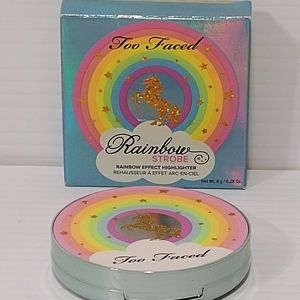 Too Faced
Rainbow
STROBE
RAINBOW EFFECT HIGHLIGHTER
REHAUSSEUR À EFFET ARC-EN-CIEL
Net Wt. 8 g / 0.28 Oz
Too Faced